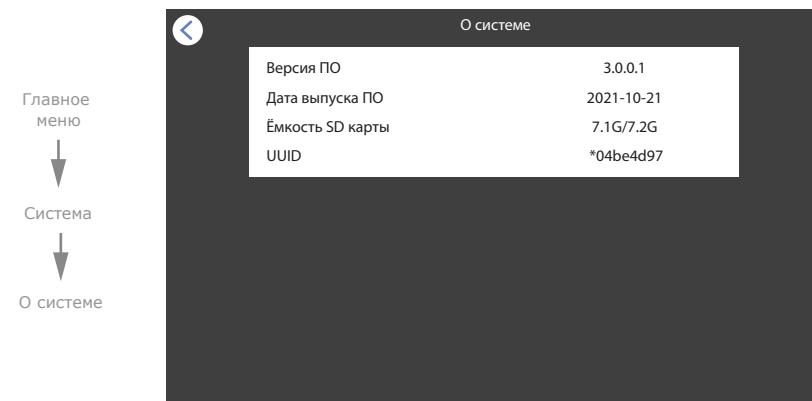 Главное
меню
Система
О системе
О системе
Версия ПО 3.0.0.1
Дата выпуска ПО 2021-10-21
Ёмкость SD карты 7.1G/7.2G
UUID *04be4d97